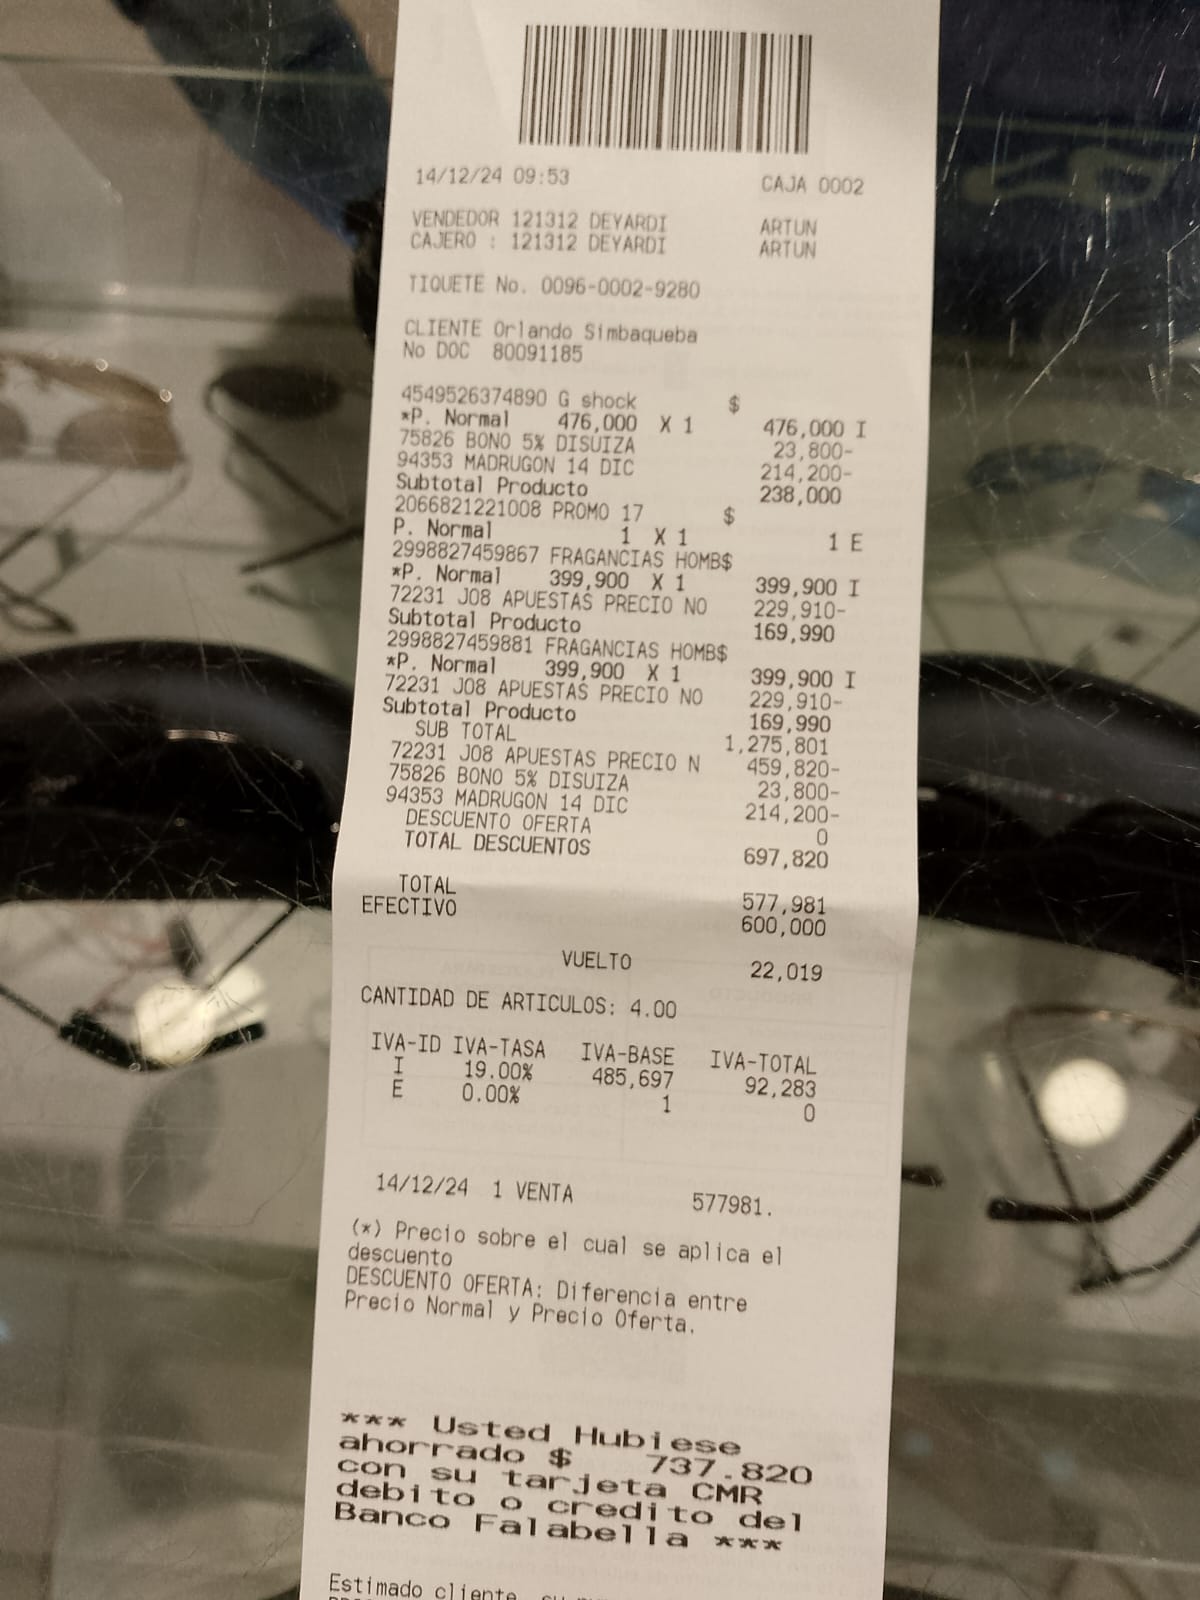 14/12/24 09:53 CAJA 0002
VENDEDOR 121312 DEYARDI ARTUN
CAJERO : 121312 DEYARDI ARTUN
TIQUETE No. 0096-0002-9280
CLIENTE Orlando Simbaqueba
No DOC 80091185
4549526374890 G shock $
*P. Normal 476,000 X 1 476,000 I
75826 BONO 5% DISUIZA 23,800-
94353 MADRUGON 14 DIC 214,200-
Subtotal Producto 238,000
2066821221008 PROMO 17 $
P. Normal 1 X 1 1 E
2998827459867 FRAGANCIAS HOMB$
*P. Normal 399,900 X 1 399,900 I
72231 J08 APUESTAS PRECIO NO 229,910-
Subtotal Producto 169,990
2998827459881 FRAGANCIAS HOMB$
*P. Normal 399,900 X 1 399,900 I
72231 J08 APUESTAS PRECIO NO 229,910-
Subtotal Producto 169,990
SUB TOTAL 1,275,801
72231 J08 APUESTAS PRECIO N 459,820-
75826 BONO 5% DISUIZA 23,800-
94353 MADRUGON 14 DIC 214,200-
DESCUENTO OFERTA 0
TOTAL DESCUENTOS 697,820
TOTAL 577,981
EFECTIVO 600,000
VUELTO 22,019
CANTIDAD DE ARTICULOS: 4.00
IVA-ID IVA-TASA IVA-BASE IVA-TOTAL
I 19.00% 485,697 92,283
E 0.00% 1 0
14/12/24 1 VENTA 577981.
(*) Precio sobre el cual se aplica el
descuento
DESCUENTO OFERTA: Diferencia entre
Precio Normal y Precio Oferta.
*** Usted Hubiese
ahorrado $ 737.820
con su tarjeta CMR
debito o credito del
Banco Falabella ***
Estimado cliente